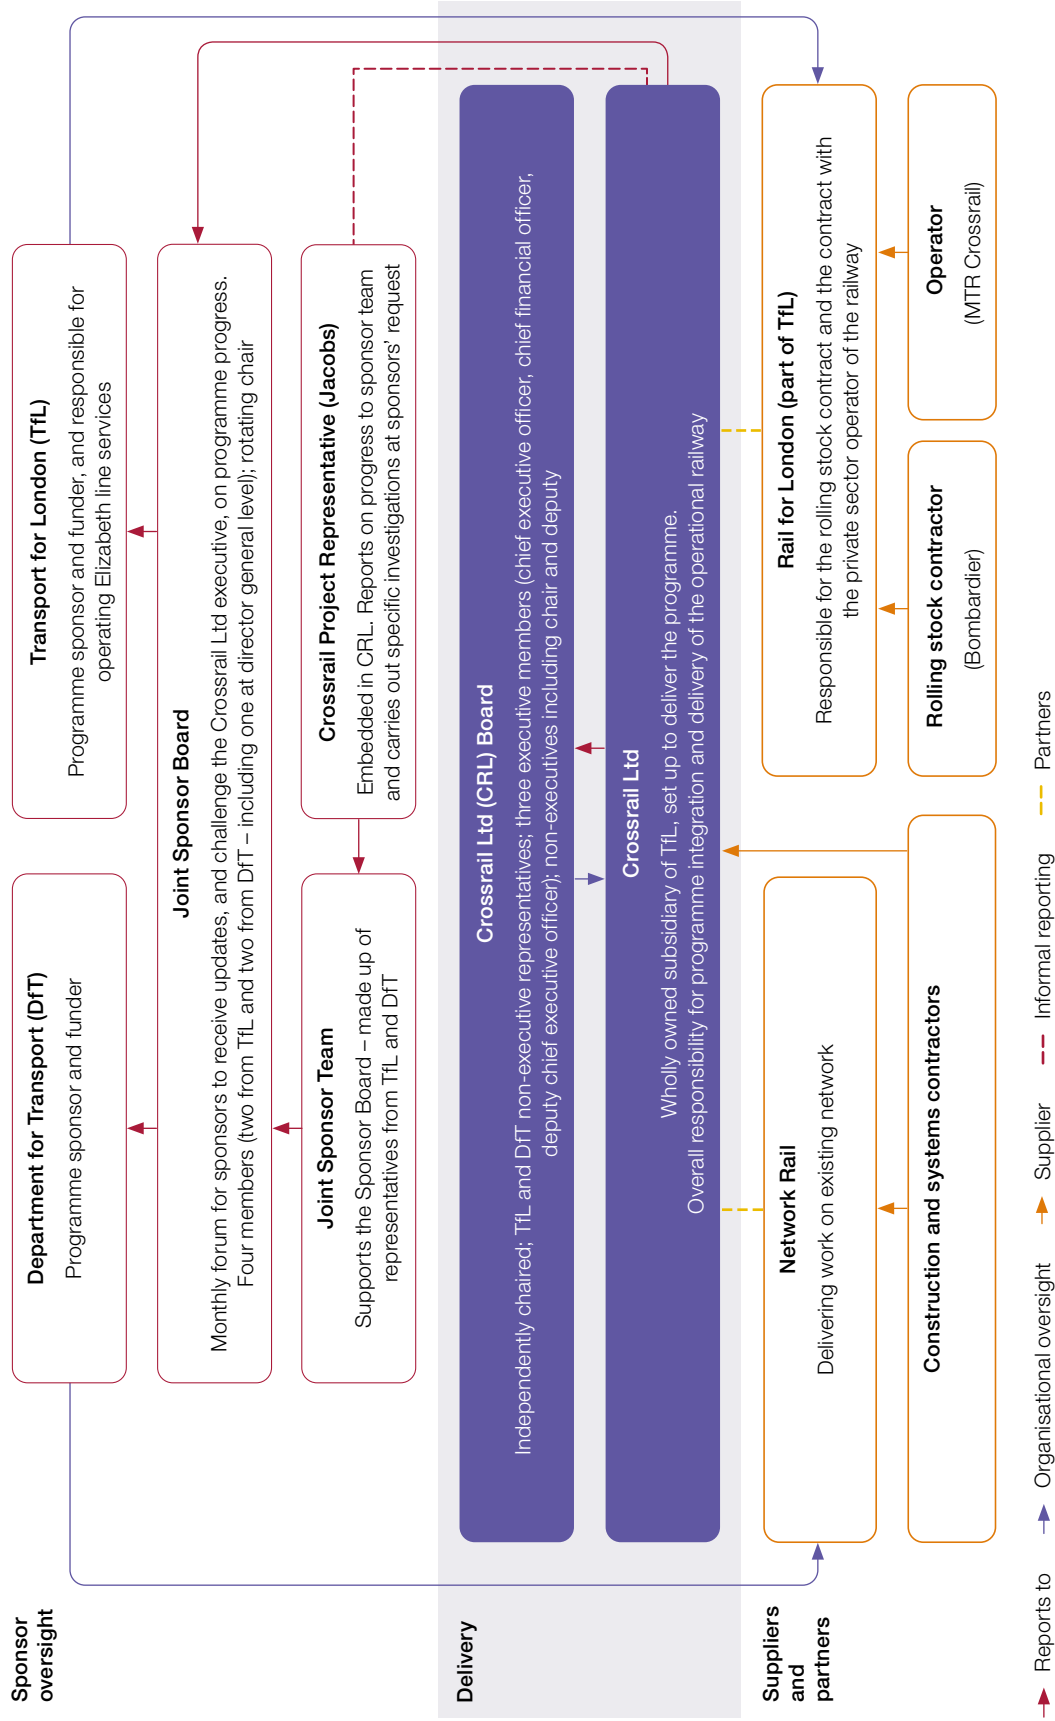 Sponsor
oversight
Department for Transport (DfT)
Programme sponsor and funder
Transport for London (TfL)
Programme sponsor and funder, and responsible for
operating Elizabeth line services
Joint Sponsor Board
Monthly forum for sponsors to receive updates, and challenge the Crossrail Ltd executive, on programme progress.
Four members (two from TfL and two from DfT – including one at director general level); rotating chair
Joint Sponsor Team
Supports the Sponsor Board – made up of
representatives from TfL and DfT
Crossrail Project Representative (Jacobs)
Embedded in CRL. Reports on progress to sponsor team
and carries out specific investigations at sponsors’ request
Delivery
Crossrail Ltd (CRL) Board
Independently chaired; TfL and DfT non-executive representatives; three executive members (chief executive officer, chief financial officer,
deputy chief executive officer); non-executives including chair and deputy
Crossrail Ltd
Wholly owned subsidiary of TfL, set up to deliver the programme.
Overall responsibility for programme integration and delivery of the operational railway
Suppliers
and
partners
Network Rail
Delivering work on existing network
Rail for London (part of TfL)
Responsible for the rolling stock contract and the contract with
the private sector operator of the railway
Construction and systems contractors
Rolling stock contractor
(Bombardier)
Operator
(MTR Crossrail)
Reports to
Organisational oversight
Supplier
Informal reporting
Partners